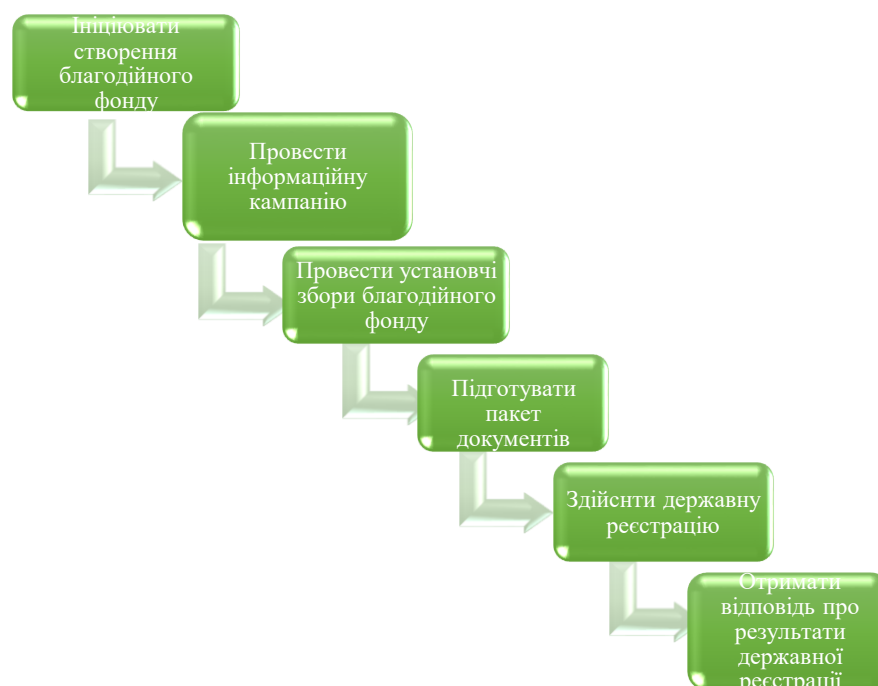 Ініціювати
створення
благодійного
фонду
Провести
інформаційну
кампанію
Провести установчі
збори благодійного
фонду
Підготувати
пакет
документів
Здійснти державну
реєстрацію
Отримати
відповідь про
результати
державної
реєстрації